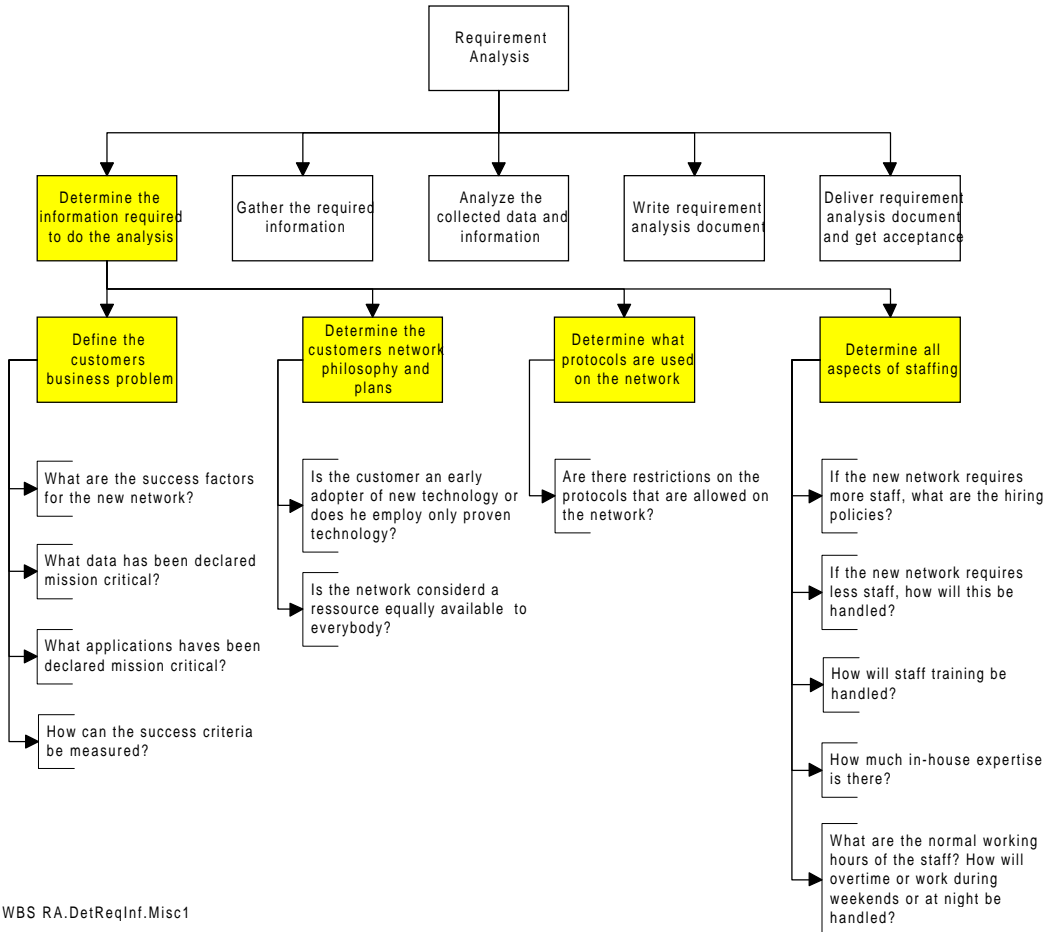 Requirement
Analysis
Determine the
information required
to do the analysis
Gather the required
information
Analyze the
collected data and
information
Write requirement
analysis document
Deliver requirement
analysis document
and get acceptance
Define the
customers
business problem
Determine the
customers network
philosophy and
plans
Determine what
protocols are used
on the network
Determine all
aspects of staffing
What are the success factors
for the new network?
What data has been declared
mission critical?
What applications haves been
declared mission critical?
How can the success criteria
be measured?
Is the customer an early
adopter of new technology or
does he employ only proven
technology?
Is the network considerd a
ressource equally available to
everybody?
Are there restrictions on the
protocols that are allowed on
the network?
If the new network requires
more staff, what are the hiring
policies?
If the new network requires
less staff, how will this be
handled?
How will staff training be
handled?
How much in-house expertise
is there?
What are the normal working
hours of the staff? How will
overtime or work during
weekends or at night be
handled?
WBS RA.DetReqInf.Misc1